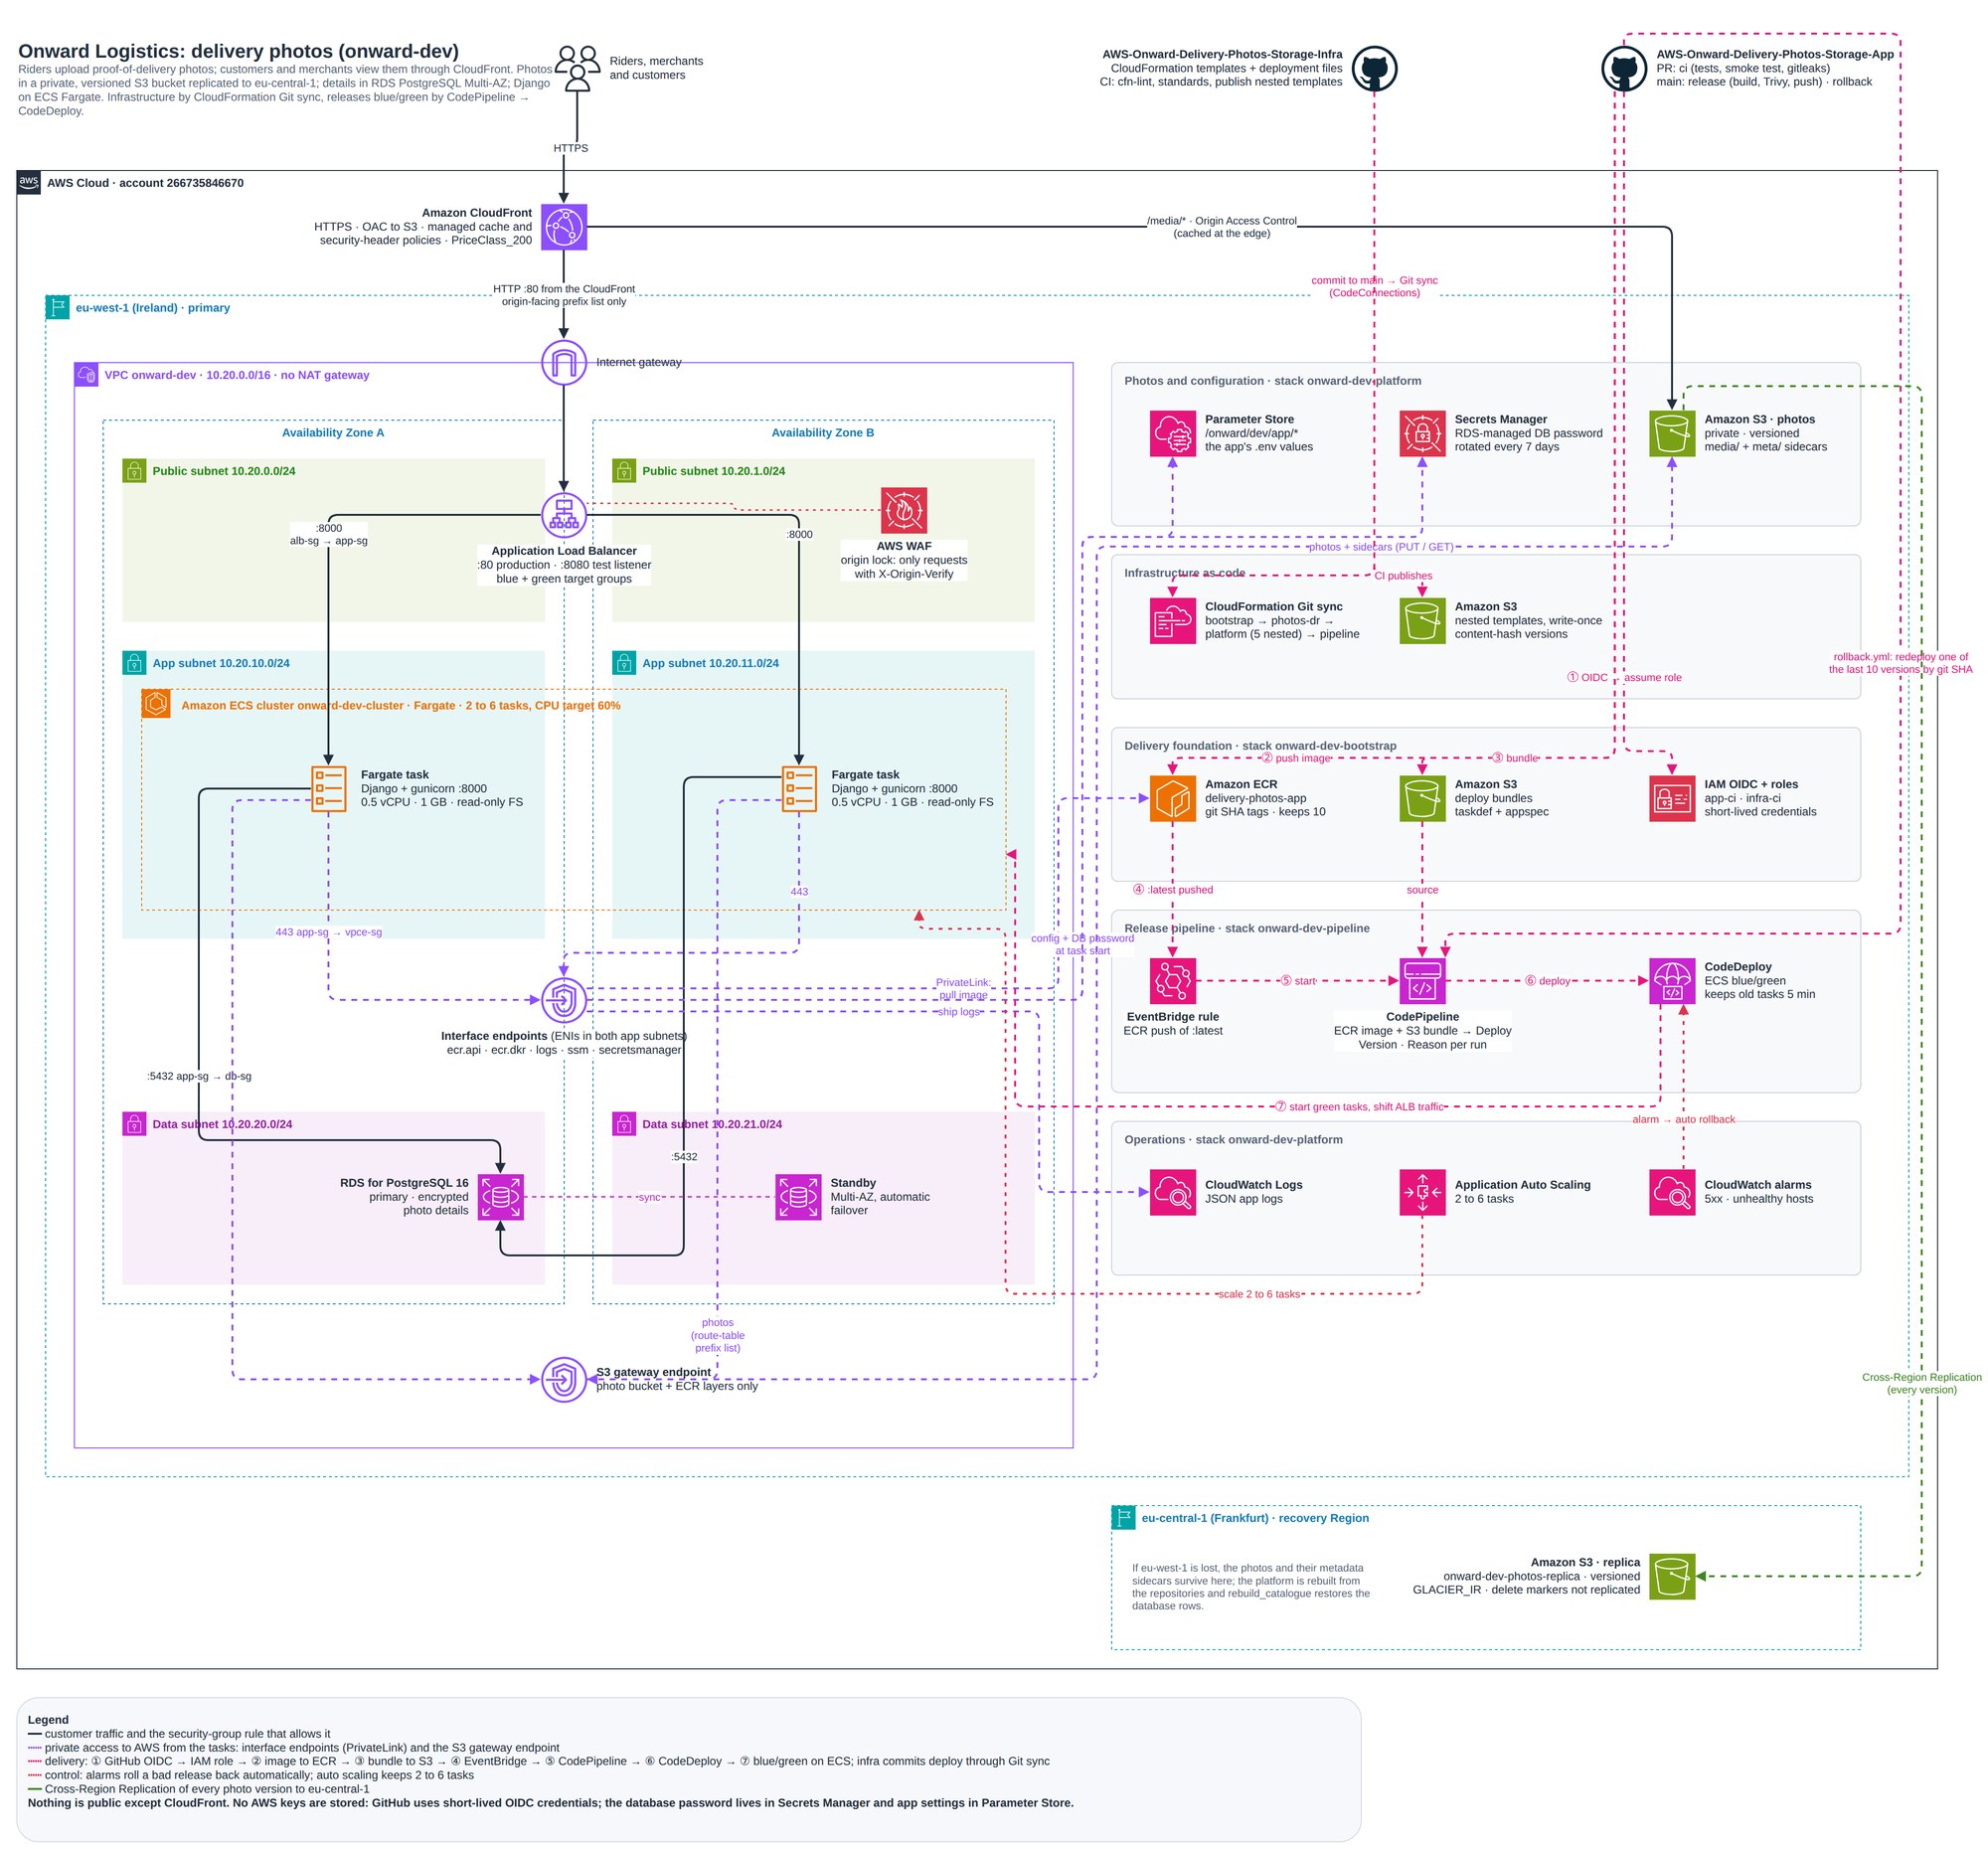 Onward Logistics: delivery photos (onward-dev)
Riders upload proof-of-delivery photos; customers and merchants view them through CloudFront. Photos
in a private, versioned S3 bucket replicated to eu-central-1; details in RDS PostgreSQL Multi-AZ; Django
on ECS Fargate. Infrastructure by CloudFormation Git sync, releases blue/green by CodePipeline →
CodeDeploy.
Riders, merchants
and customers
AWS-Onward-Delivery-Photos-Storage-Infra
CloudFormation templates + deployment files
CI: cfn-lint, standards, publish nested templates
AWS-Onward-Delivery-Photos-Storage-App
PR: ci (tests, smoke test, gitleaks)
main: release (build, Trivy, push) · rollback
HTTPS
aws
AWS Cloud · account 266735846670
Amazon CloudFront
HTTPS · OAC to S3 · managed cache and
security-header policies · PriceClass_200
/media/* · Origin Access Control
(cached at the edge)
HTTP :80 from the CloudFront
origin-facing prefix list only
commit to main → Git sync
(CodeConnections)
eu-west-1 (Ireland) · primary
Internet gateway
VPC onward-dev · 10.20.0.0/16 · no NAT gateway
Availability Zone A
Availability Zone B
Public subnet 10.20.0.0/24
Public subnet 10.20.1.0/24
:8000
alb-sg → app-sg
:8000
Application Load Balancer
:80 production · :8080 test listener
blue + green target groups
AWS WAF
origin lock: only requests
with X-Origin-Verify
App subnet 10.20.10.0/24
App subnet 10.20.11.0/24
Amazon ECS cluster onward-dev-cluster · Fargate · 2 to 6 tasks, CPU target 60%
Fargate task
Django + gunicorn :8000
0.5 vCPU · 1 GB · read-only FS
Fargate task
Django + gunicorn :8000
0.5 vCPU · 1 GB · read-only FS
443
443 app-sg → vpce-sg
config + DB password
at task start
PrivateLink:
pull image
ship logs
Interface endpoints (ENIs in both app subnets)
ecr.api · ecr.dkr · logs · ssm · secretsmanager
:5432 app-sg → db-sg
Data subnet 10.20.20.0/24
Data subnet 10.20.21.0/24
:5432
RDS for PostgreSQL 16
primary · encrypted
photo details
sync
Standby
Multi-AZ, automatic
failover
photos
(route-table
prefix list)
S3 gateway endpoint
photo bucket + ECR layers only
Photos and configuration · stack onward-dev-platform
Parameter Store
/onward/dev/app/*
the app's .env values
Secrets Manager
RDS-managed DB password
rotated every 7 days
Amazon S3 · photos
private · versioned
media/ + meta/ sidecars
photos + sidecars (PUT / GET)
Infrastructure as code
CI publishes
CloudFormation Git sync
bootstrap → photos-dr →
platform (5 nested) → pipeline
Amazon S3
nested templates, write-once
content-hash versions
rollback.yml: redeploy one of
the last 10 versions by git SHA
① OIDC → assume role
Delivery foundation · stack onward-dev-bootstrap
② push image
③ bundle
Amazon ECR
delivery-photos-app
git SHA tags · keeps 10
Amazon S3
deploy bundles
taskdef + appspec
IAM OIDC + roles
app-ci · infra-ci
short-lived credentials
④ :latest pushed
source
Release pipeline · stack onward-dev-pipeline
⑤ start
⑥ deploy
CodeDeploy
ECS blue/green
keeps old tasks 5 min
EventBridge rule
ECR push of :latest
CodePipeline
ECR image + S3 bundle → Deploy
Version · Reason per run
⑦ start green tasks, shift ALB traffic
alarm → auto rollback
Operations · stack onward-dev-platform
CloudWatch Logs
JSON app logs
Application Auto Scaling
2 to 6 tasks
CloudWatch alarms
5xx · unhealthy hosts
scale 2 to 6 tasks
Cross-Region Replication
(every version)
eu-central-1 (Frankfurt) · recovery Region
If eu-west-1 is lost, the photos and their metadata
sidecars survive here; the platform is rebuilt from
the repositories and rebuild_catalogue restores the
database rows.
Amazon S3 · replica
onward-dev-photos-replica · versioned
GLACIER_IR · delete markers not replicated
Legend
customer traffic and the security-group rule that allows it
private access to AWS from the tasks: interface endpoints (PrivateLink) and the S3 gateway endpoint
delivery: ① GitHub OIDC → IAM role → ② image to ECR → ③ bundle to S3 → ④ EventBridge → ⑤ CodePipeline → ⑥ CodeDeploy → ⑦ blue/green on ECS; infra commits deploy through Git sync
control: alarms roll a bad release back automatically; auto scaling keeps 2 to 6 tasks
Cross-Region Replication of every photo version to eu-central-1
Nothing is public except CloudFront. No AWS keys are stored: GitHub uses short-lived OIDC credentials; the database password lives in Secrets Manager and app settings in Parameter Store.